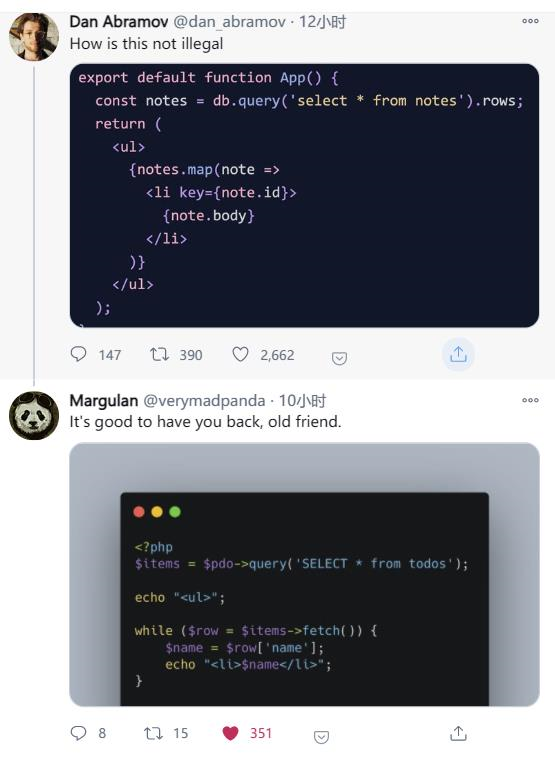 Dan Abramov @dan_abramov · 12小时
How is this not illegal
export default function App() {
  const notes = db.query('select * from notes').rows;
  return (
    <ul>
      {notes.map(note =>
        <li key={note.id}>
          {note.body}
        </li>
      )}
    </ul>
  );
147 390 2,662
Margulan @verymadpanda · 10小时
It's good to have you back, old friend.
<?php
$items = $pdo->query('SELECT * from todos');
echo "<ul>";
while ($row = $items->fetch()) {
    $name = $row['name'];
    echo "<li>$name</li>";
}
8 15 351